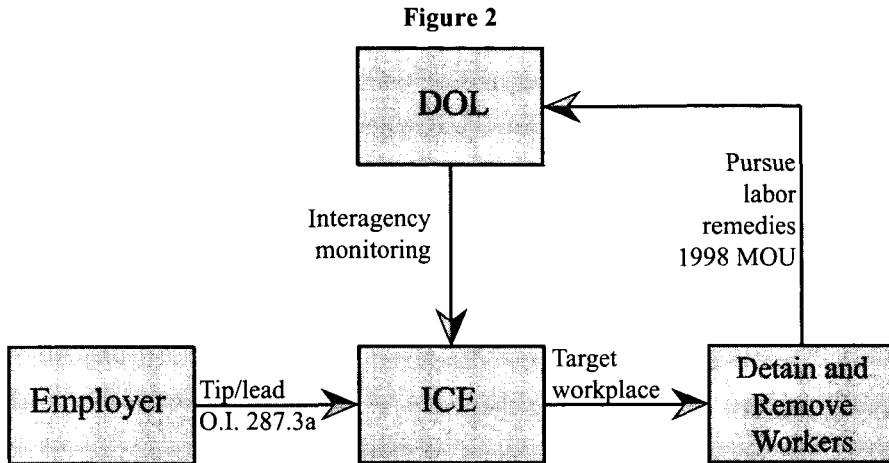 Figure 2
DOL
Interagency
monitoring
Pursue
labor
remedies
1998 MOU
Employer
Tip/lead
O.I. 287.3a
ICE
Target
workplace
Detain and
Remove
Workers